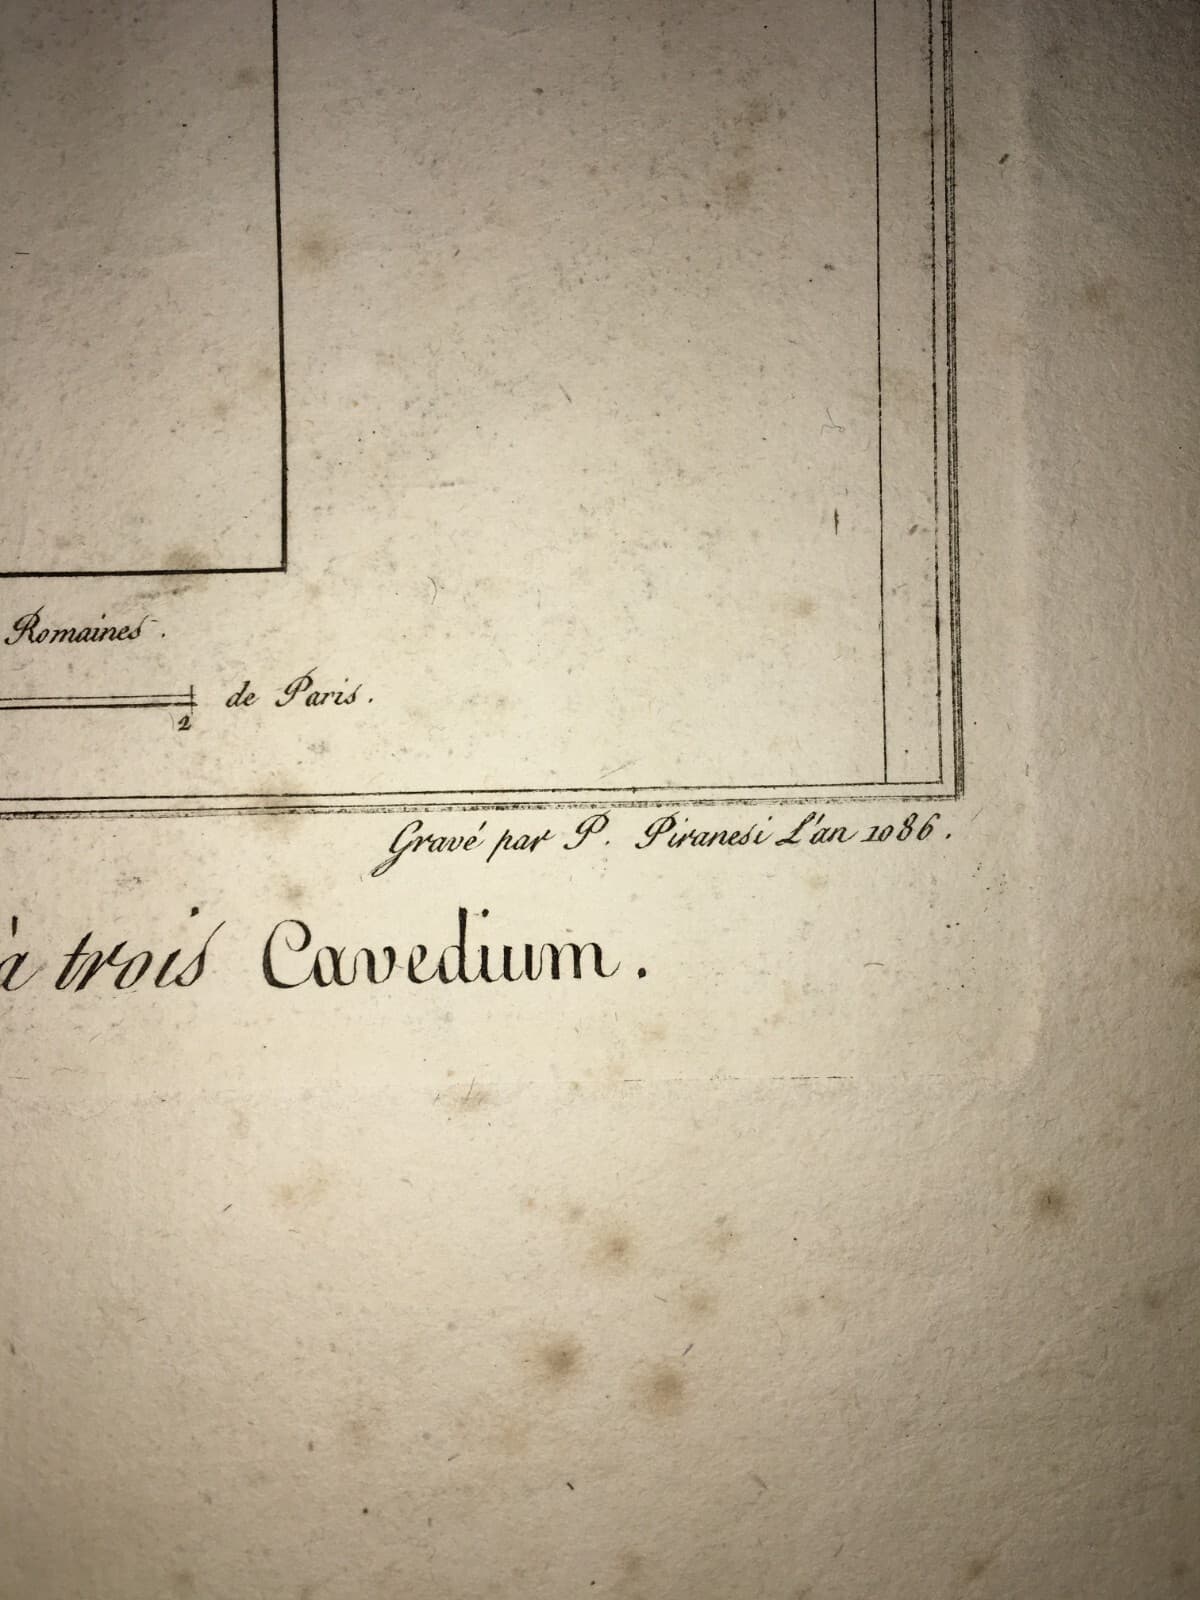 Romaines.
de Paris.
2
Gravé par P. Piranesi L'an 1086.
à trois Cavedium.